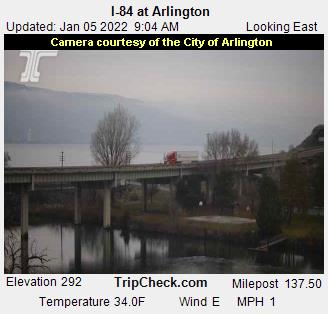 I-84 at Arlington
Updated: Jan 05 2022 9:04 AM Looking East
Camera courtesy of the City of Arlington
Elevation 292 TripCheck.com Milepost 137.50
Temperature 34.0F Wind E MPH 1